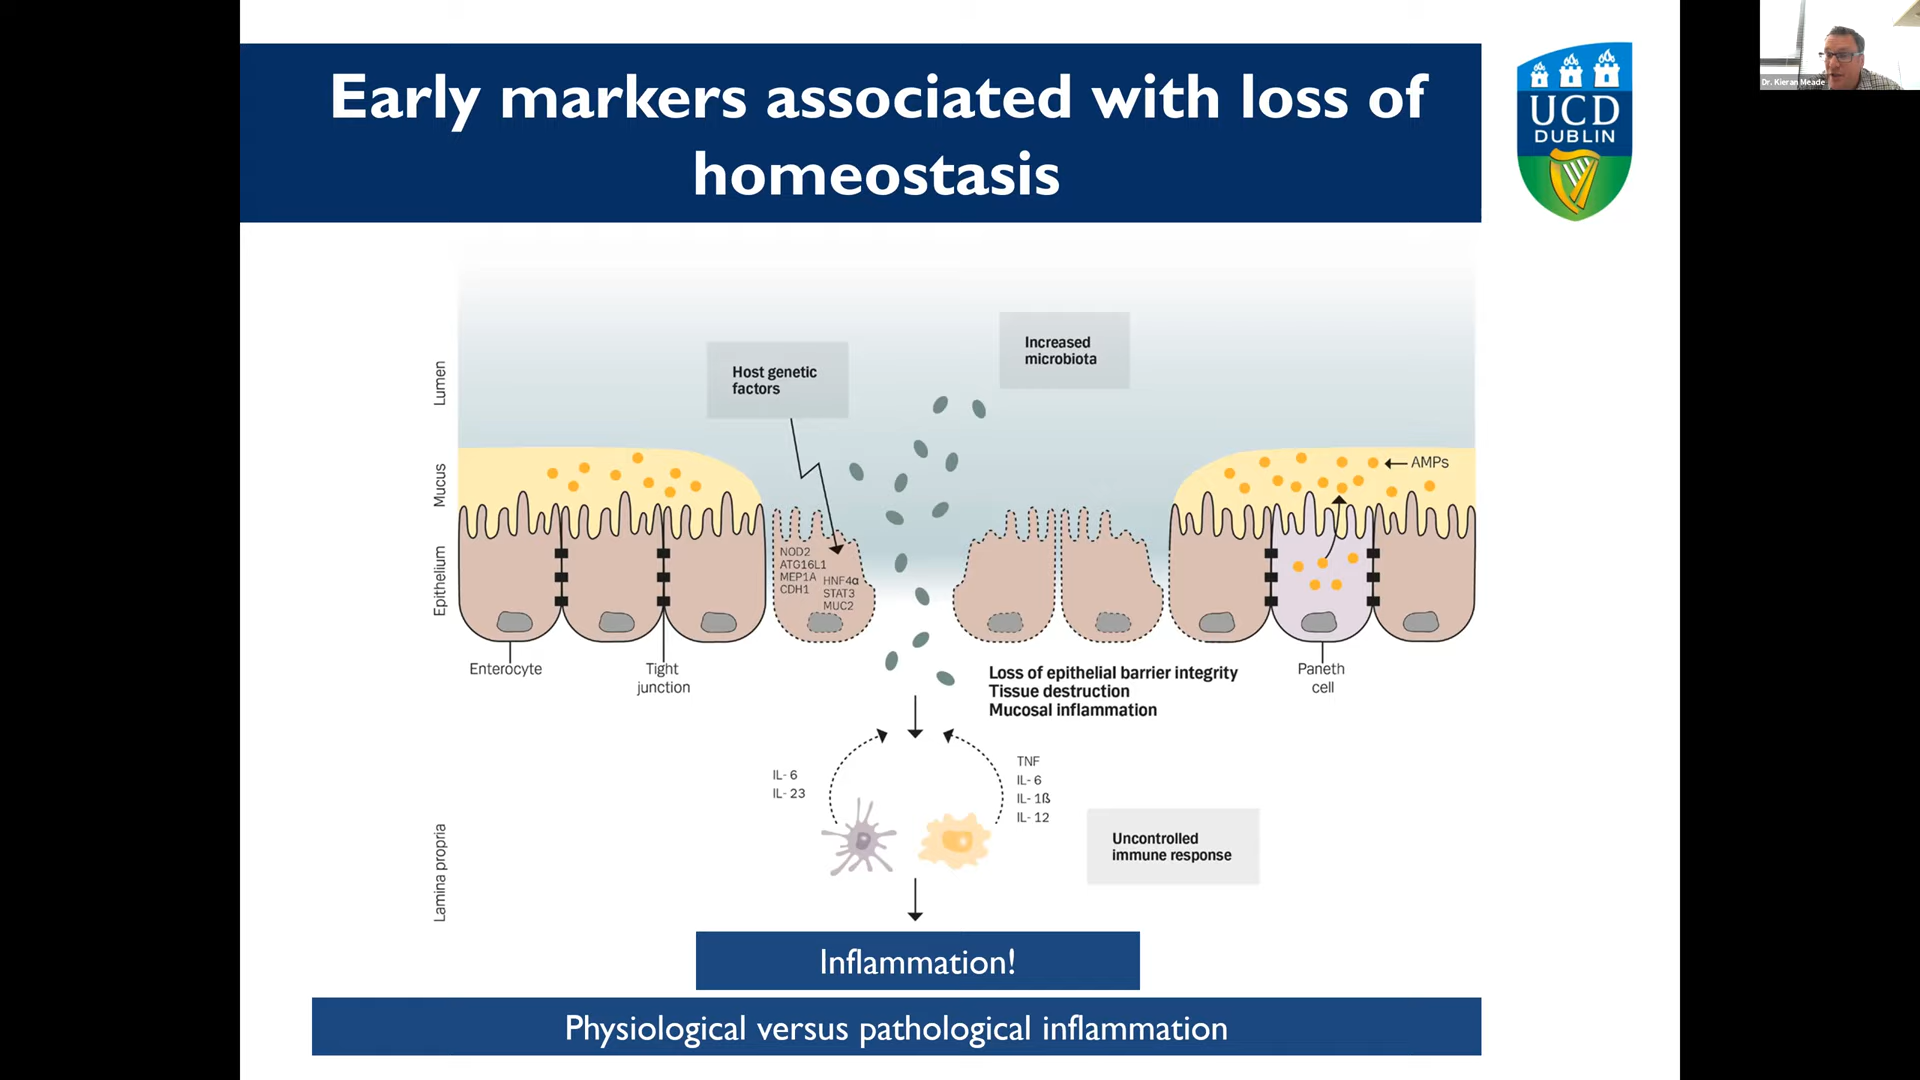 Early markers associated with loss of
homeostasis
UCD
DUBLIN
Dr. Kieran Meade
Lumen
Mucus
Epithelium
Lamina propria
Host genetic
factors
Increased
microbiota
AMPs
NOD2
ATG16L1
MEP1A
CDH1
HNF4α
STAT3
MUC2
Enterocyte
Tight
junction
Loss of epithelial barrier integrity
Tissue destruction
Mucosal inflammation
Paneth
cell
IL- 6
IL- 23
TNF
IL- 6
IL- 1ß
IL- 12
Uncontrolled
immune response
Inflammation!
Physiological versus pathological inflammation